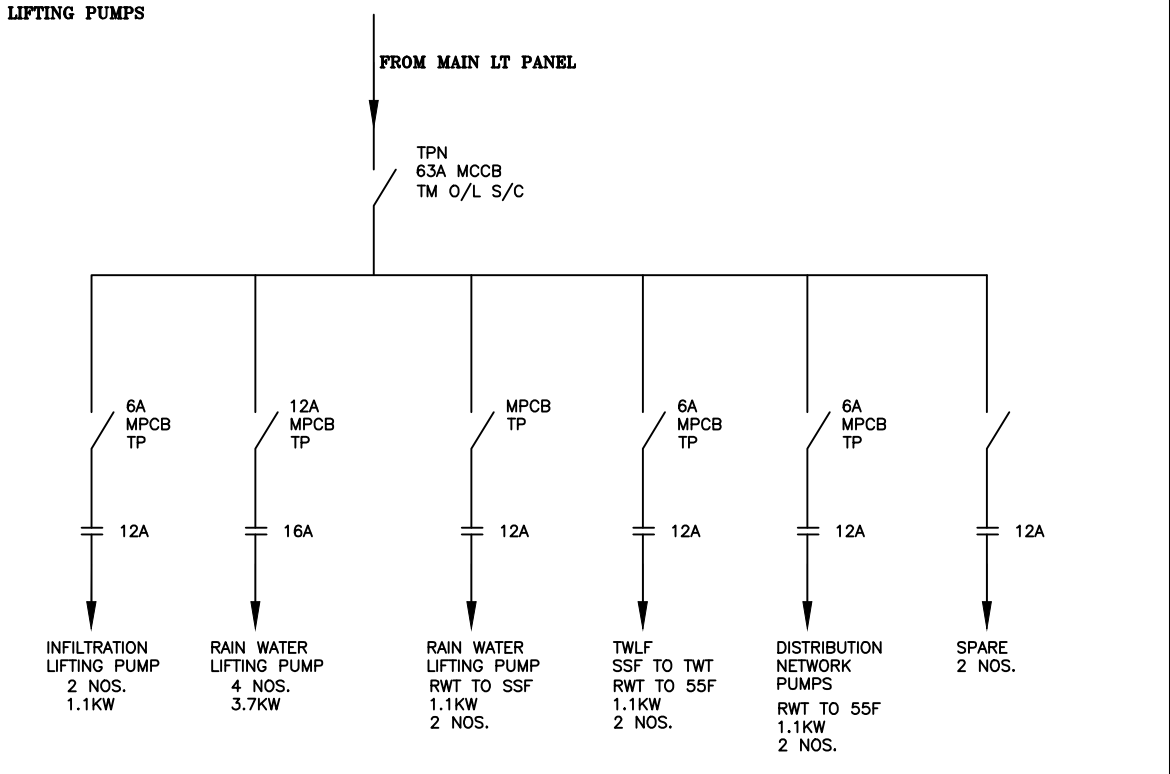 LIFTING PUMPS
FROM MAIN LT PANEL
TPN
63A MCCB
TM O/L S/C
6A
MPCB
TP
12A
MPCB
TP
MPCB
TP
6A
MPCB
TP
6A
MPCB
TP
12A
16A
12A
12A
12A
12A
INFILTRATION
LIFTING PUMP
2 NOS.
1.1KW
RAIN WATER
LIFTING PUMP
4 NOS.
3.7KW
RAIN WATER
LIFTING PUMP
RWT TO SSF
1.1KW
2 NOS.
TWLF
SSF TO TWT
RWT TO 55F
1.1KW
2 NOS.
DISTRIBUTION
NETWORK
PUMPS
RWT TO 55F
1.1KW
2 NOS.
SPARE
2 NOS.